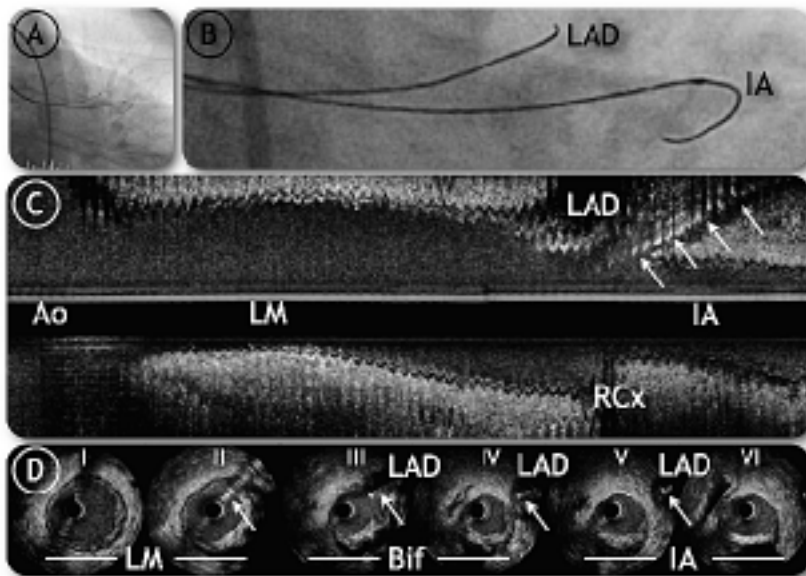 A
B LAD
IA
C LAD
Ao LM IA
RCx
D I II III LAD IV LAD V LAD VI
LM Bif IA